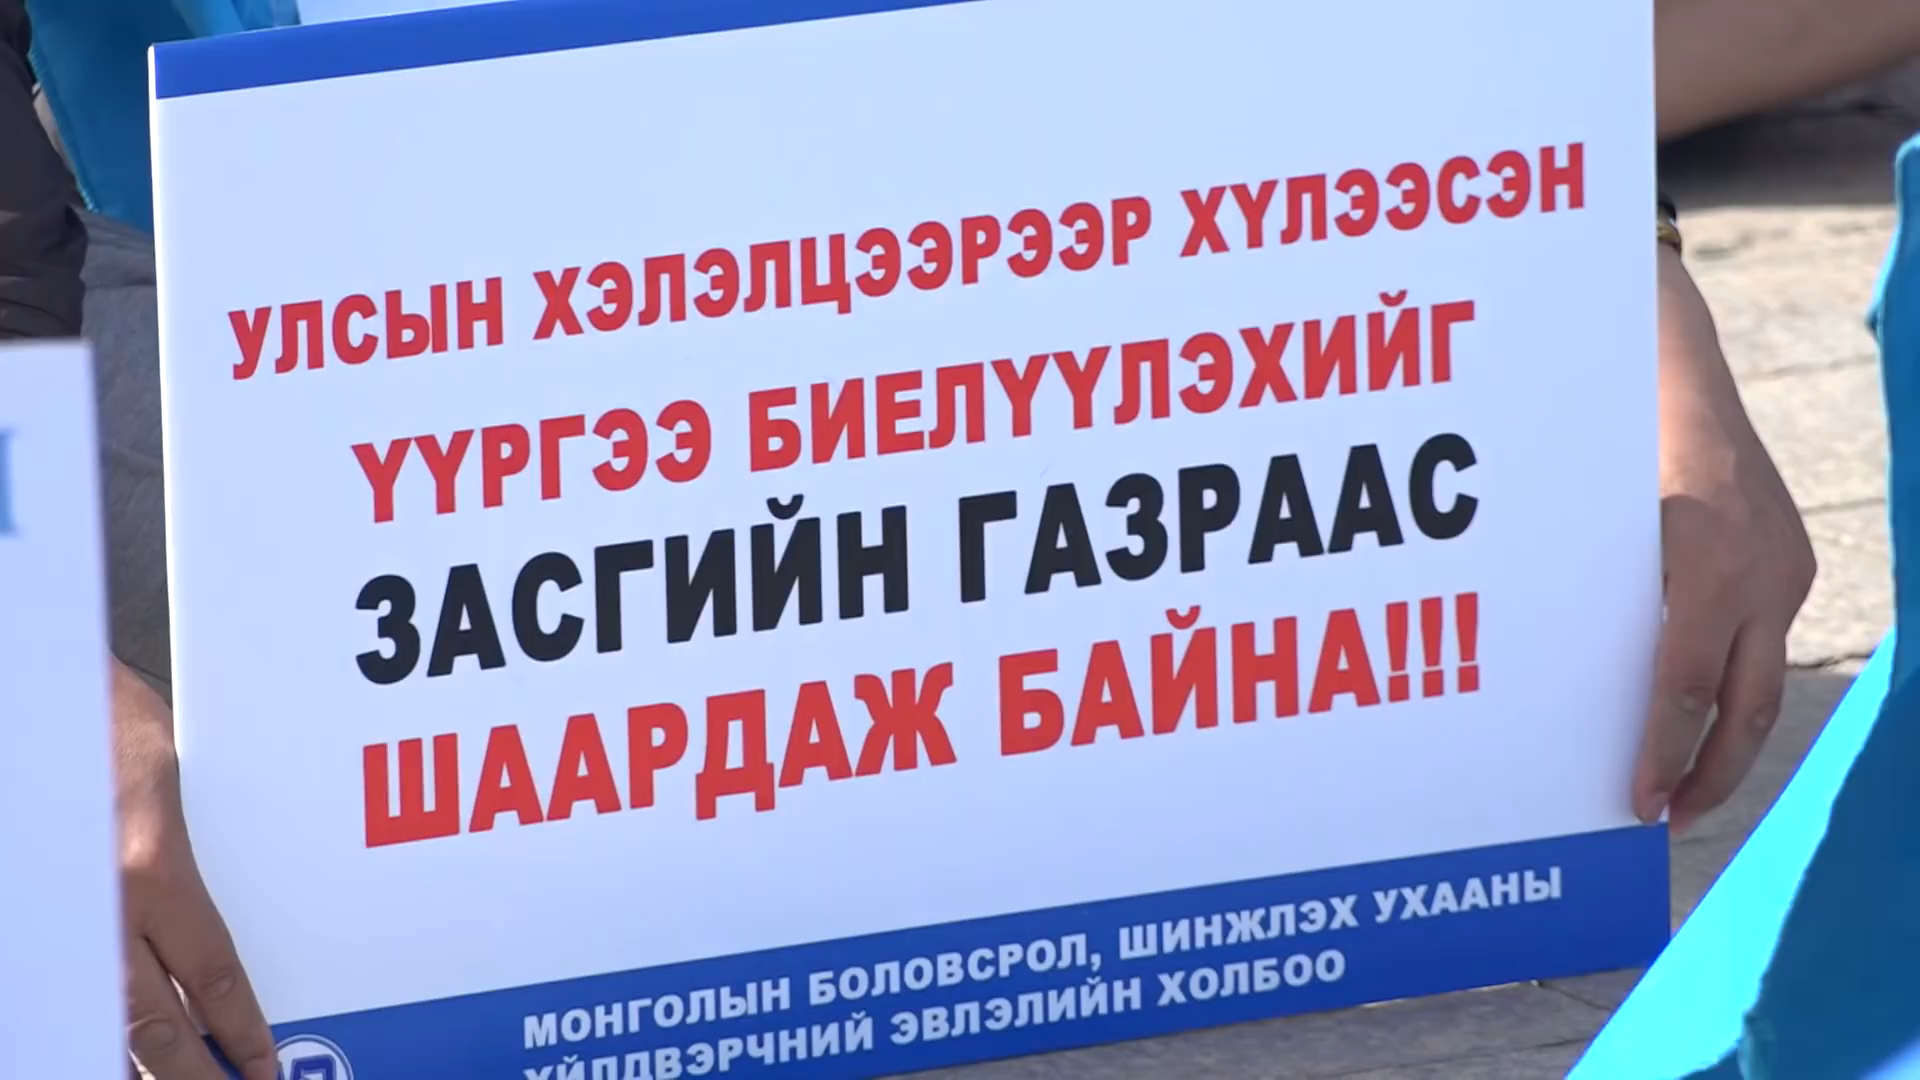 УЛСЫН ХЭЛЭЛЦЭЭРЭЭР ХҮЛЭЭСЭН
ҮҮРГЭЭ БИЕЛҮҮЛЭХИЙГ
ЗАСГИЙН ГАЗРААС
ШААРДАЖ БАЙНА!!!
МОНГОЛЫН БОЛОВСРОЛ, ШИНЖЛЭХ УХААНЫ
ҮЙЛДВЭРЧНИЙ ЭВЛЭЛИЙН ХОЛБОО